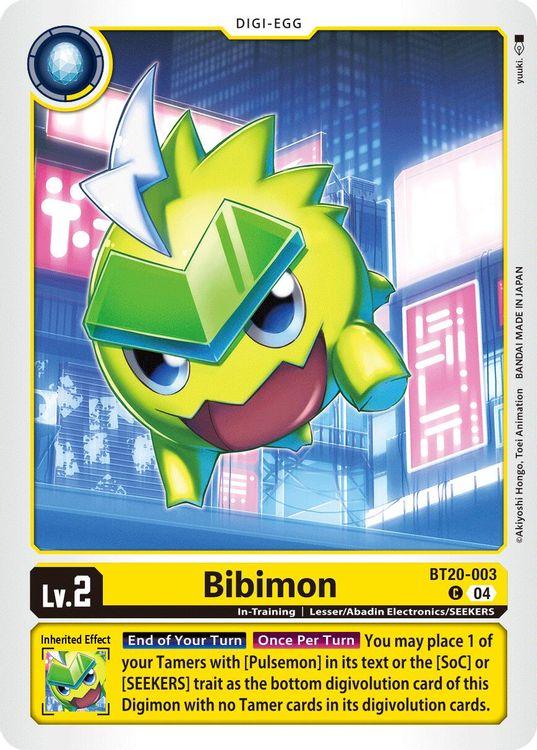 DIGI-EGG
yuuki.
©Akiyoshi Hongo, Toei Animation BANDAI MADE IN JAPAN
Lv.2
Bibimon
BT20-003
C 04
In-Training | Lesser/Abadin Electronics/SEEKERS
Inherited Effect
End of Your Turn Once Per Turn You may place 1 of
your Tamers with [Pulsemon] in its text or the [SoC] or
[SEEKERS] trait as the bottom digivolution card of this
Digimon with no Tamer cards in its digivolution cards.